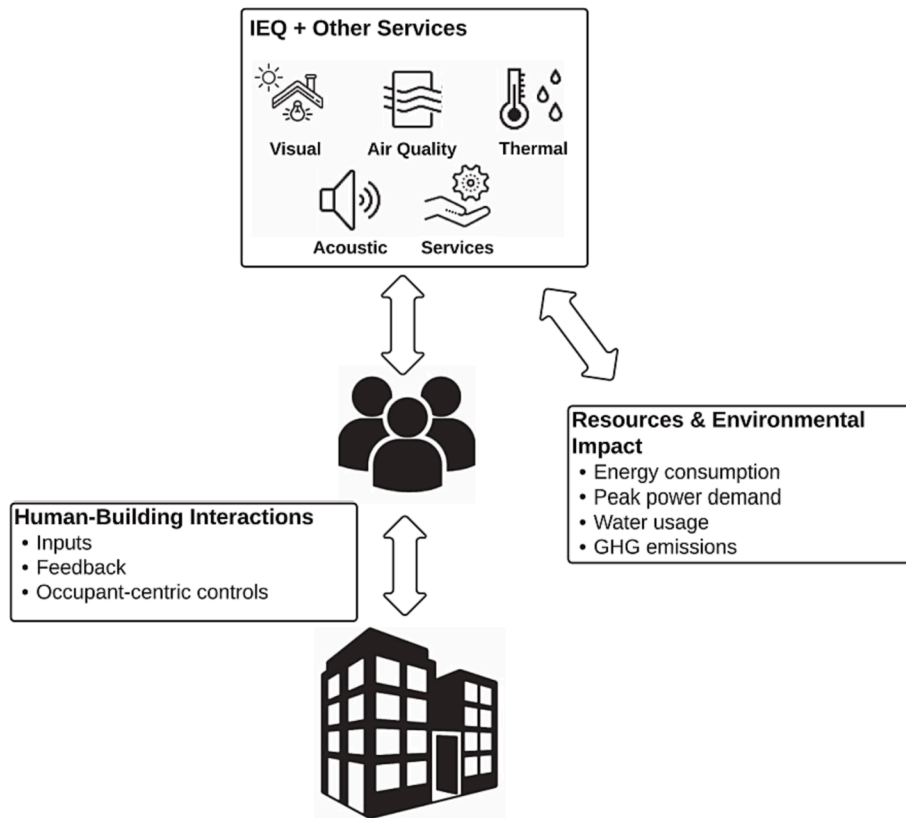 IEQ + Other Services
Visual
Air Quality
Thermal
Acoustic
Services
Resources & Environmental
Impact
• Energy consumption
• Peak power demand
• Water usage
• GHG emissions
Human-Building Interactions
• Inputs
• Feedback
• Occupant-centric controls